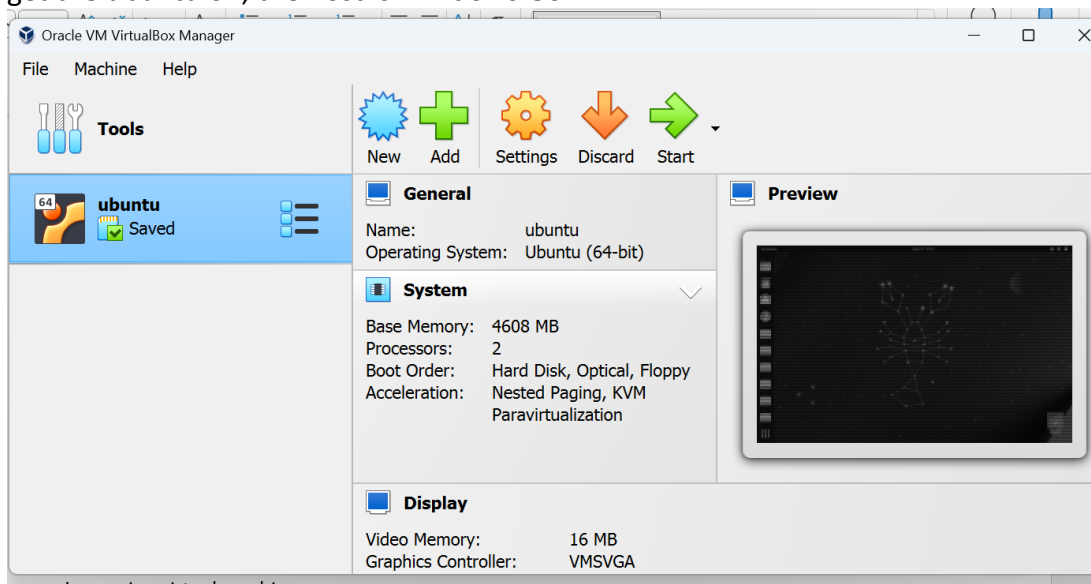 Oracle VM VirtualBox Manager
File Machine Help
Tools
New Add Settings Discard Start
64
ubuntu
Saved
General
Name: ubuntu
Operating System: Ubuntu (64-bit)
System
Base Memory: 4608 MB
Processors: 2
Boot Order: Hard Disk, Optical, Floppy
Acceleration: Nested Paging, KVM
Paravirtualization
Preview
Display
Video Memory: 16 MB
Graphics Controller: VMSVGA